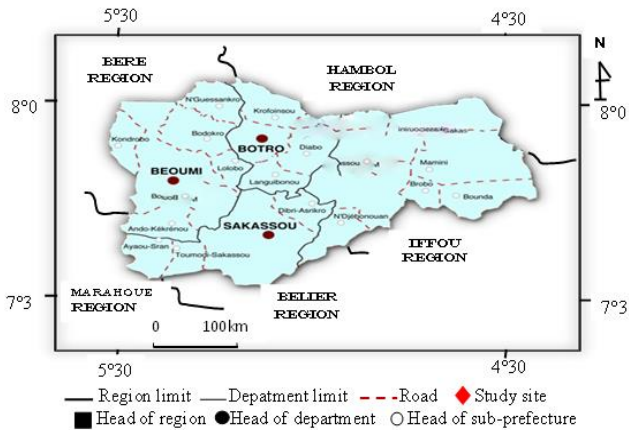 5°30
4°30
BERE
REGION
HAMBOL
REGION
N
8°0
8°0
N'Guessankro
Krofoinsou
Kondrobo
Bodokro
BOTRO
Diabo
Lolobo
Mamini
BEOUMI
Languibonou
Brobo
Bounda
Dibri-Asrikro
N'Djébonouan
Ando-Kékrénou
SAKASSOU
Ayaou-Sran
Toumodi-Sakassou
IFFOU
REGION
MARAHOUE
REGION
BELIER
REGION
7°3
7°3
0 100km
5°30
4°30
Region limit Depatment limit Road Study site
Head of region Head of department Head of sub-prefecture